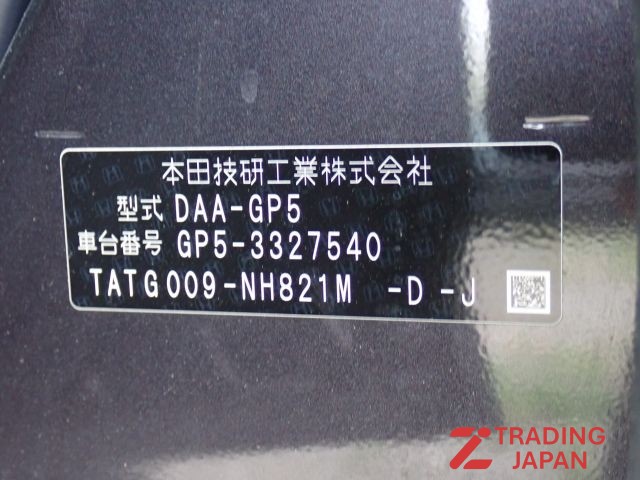 本田技研工業株式会社
型式 DAA-GP5
車台番号 GP5-3327540
TATG009-NH821M -D -J
TRADING
JAPAN